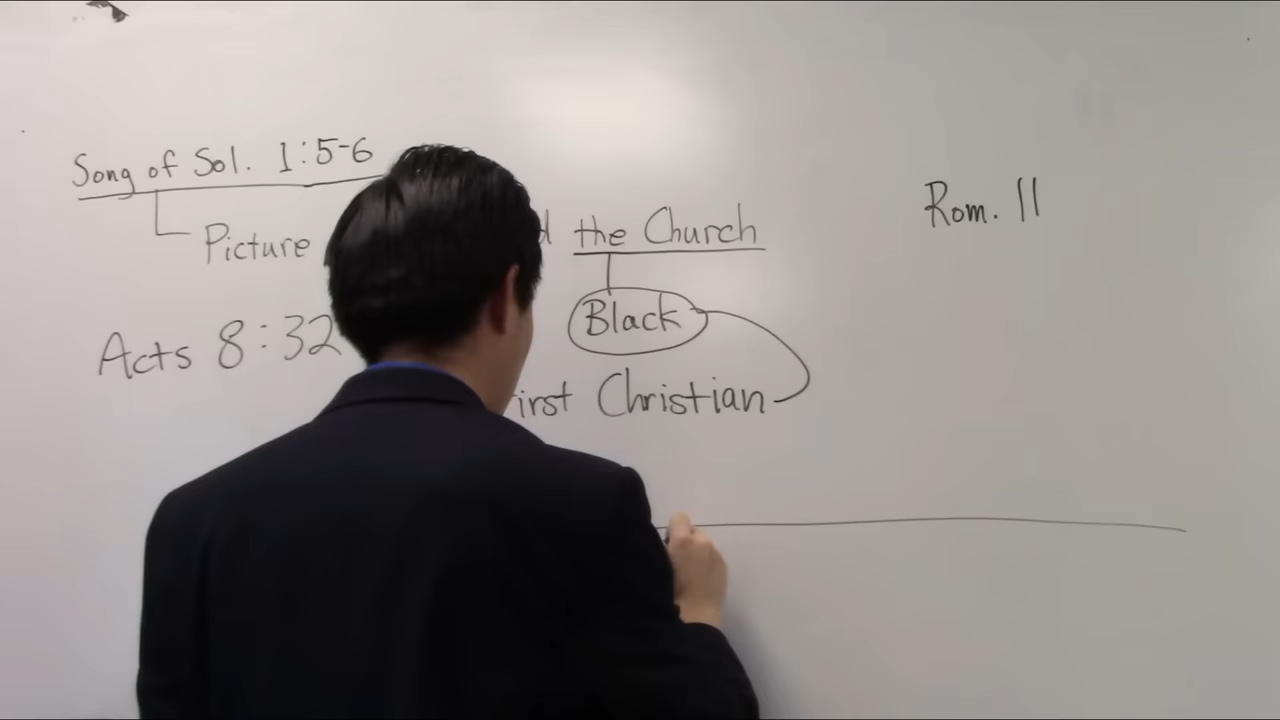 Song of Sol. 1:5-6
Picture the Church
Rom. 11
Black
Acts 8:32
Christian